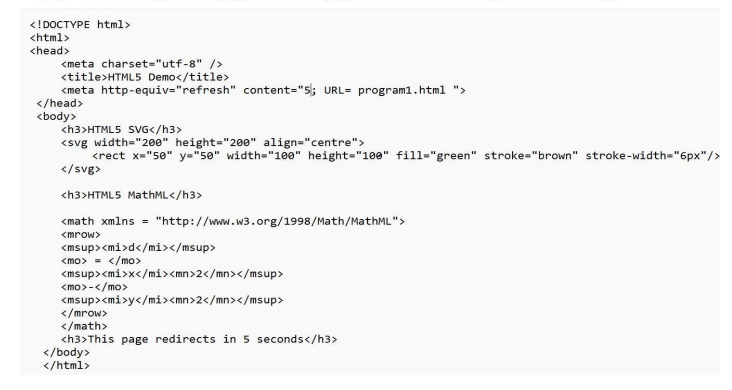 <!DOCTYPE html>
<html>
<head>
<meta charset="utf-8" />
<title>HTML5 Demo</title>
<meta http-equiv="refresh" content="5; URL= program1.html ">
</head>
<body>
<h3>HTML5 SVG</h3>
<svg width="200" height="200" align="centre">
<rect x="50" y="50" width="100" height="100" fill="green" stroke="brown" stroke-width="6px"/>
</svg>
<h3>HTML5 MathML</h3>
<math xmlns = "http://www.w3.org/1998/Math/MathML">
<mrow>
<msup><mi>d</mi></msup>
<mo> = </mo>
<msup><mi>x</mi><mn>2</mn></msup>
<mo>-</mo>
<msup><mi>y</mi><mn>2</mn></msup>
</mrow>
</math>
<h3>This page redirects in 5 seconds</h3>
</body>
</html>